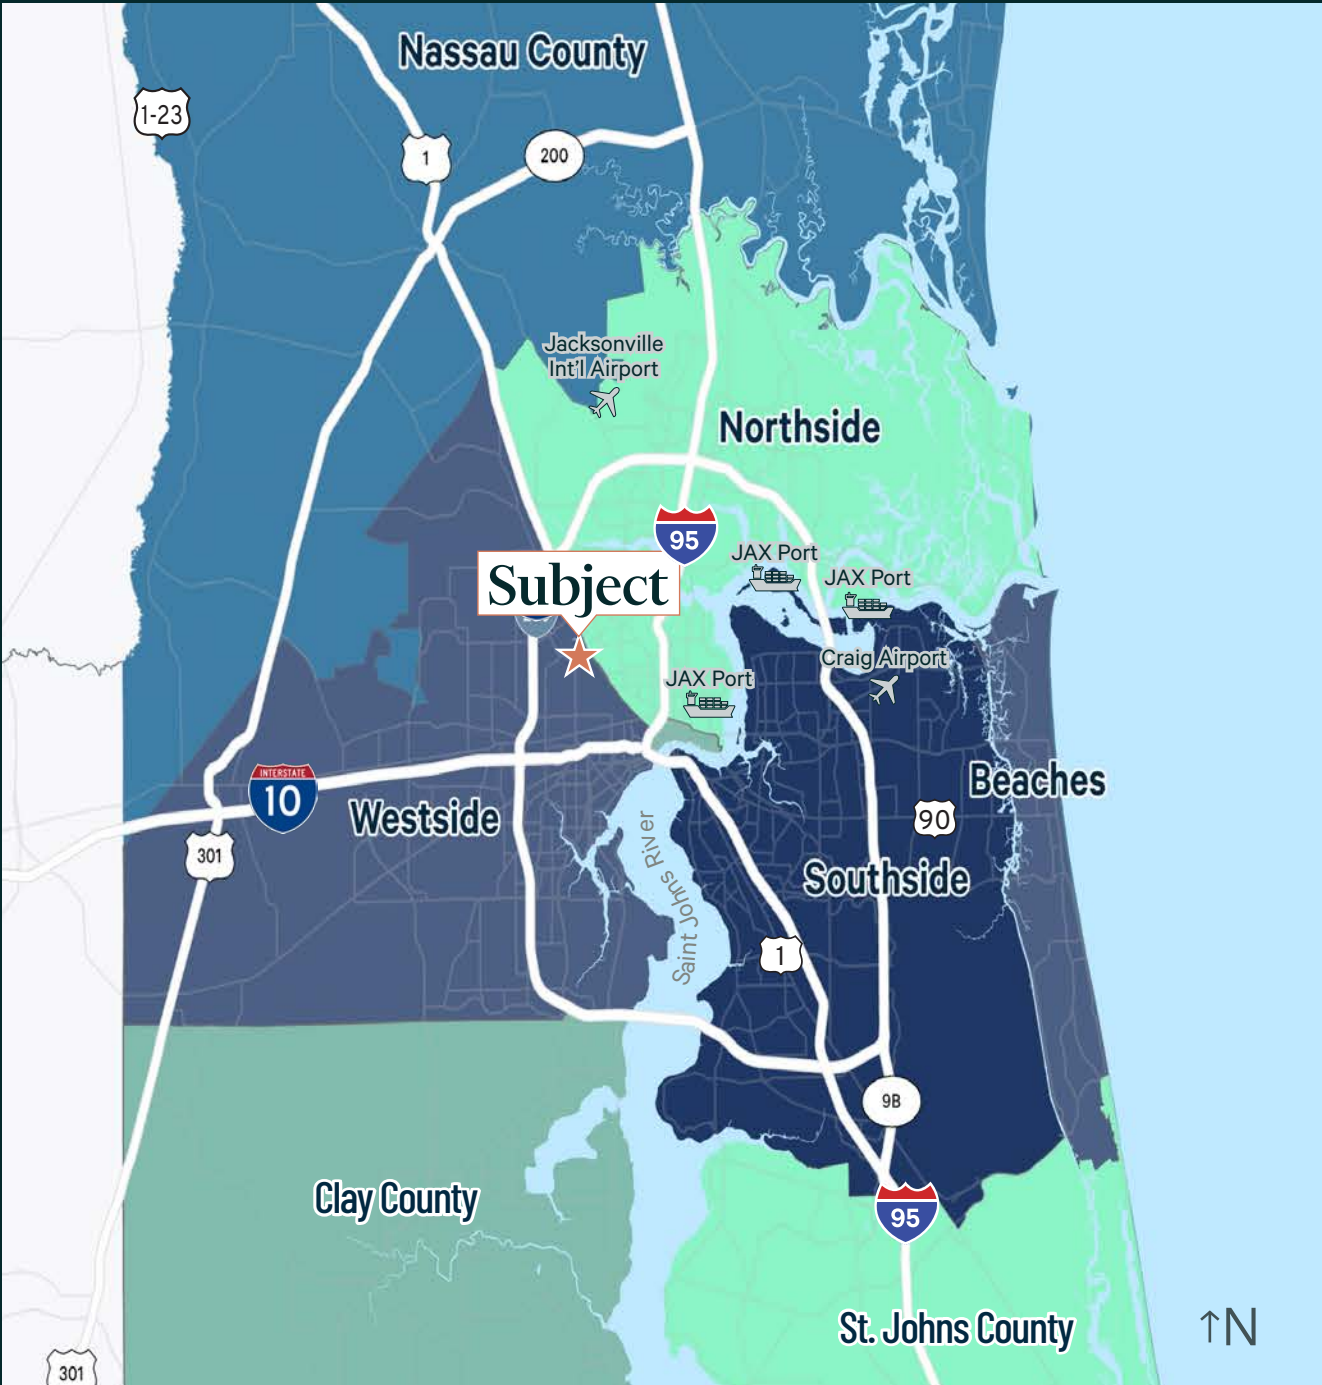 Nassau County
1-23
1
200
Jacksonville
Int'l Airport
Northside
95
JAX Port
JAX Port
Subject
Craig Airport
JAX Port
INTERSTATE
10
Westside
301
Beaches
90
Southside
Saint Johns River
1
9B
Clay County
95
St. Johns County
↑N
301